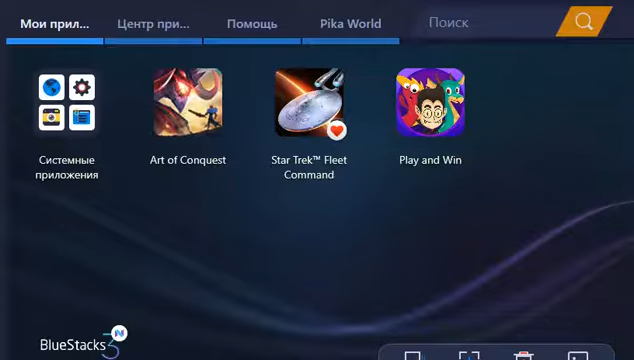 Мои прил...
Центр при...
Помощь
Pika World
Поиск...
Системные
приложения
Art of Conquest
Star Trek™ Fleet
Command
Play and Win
BlueStacks 3
N